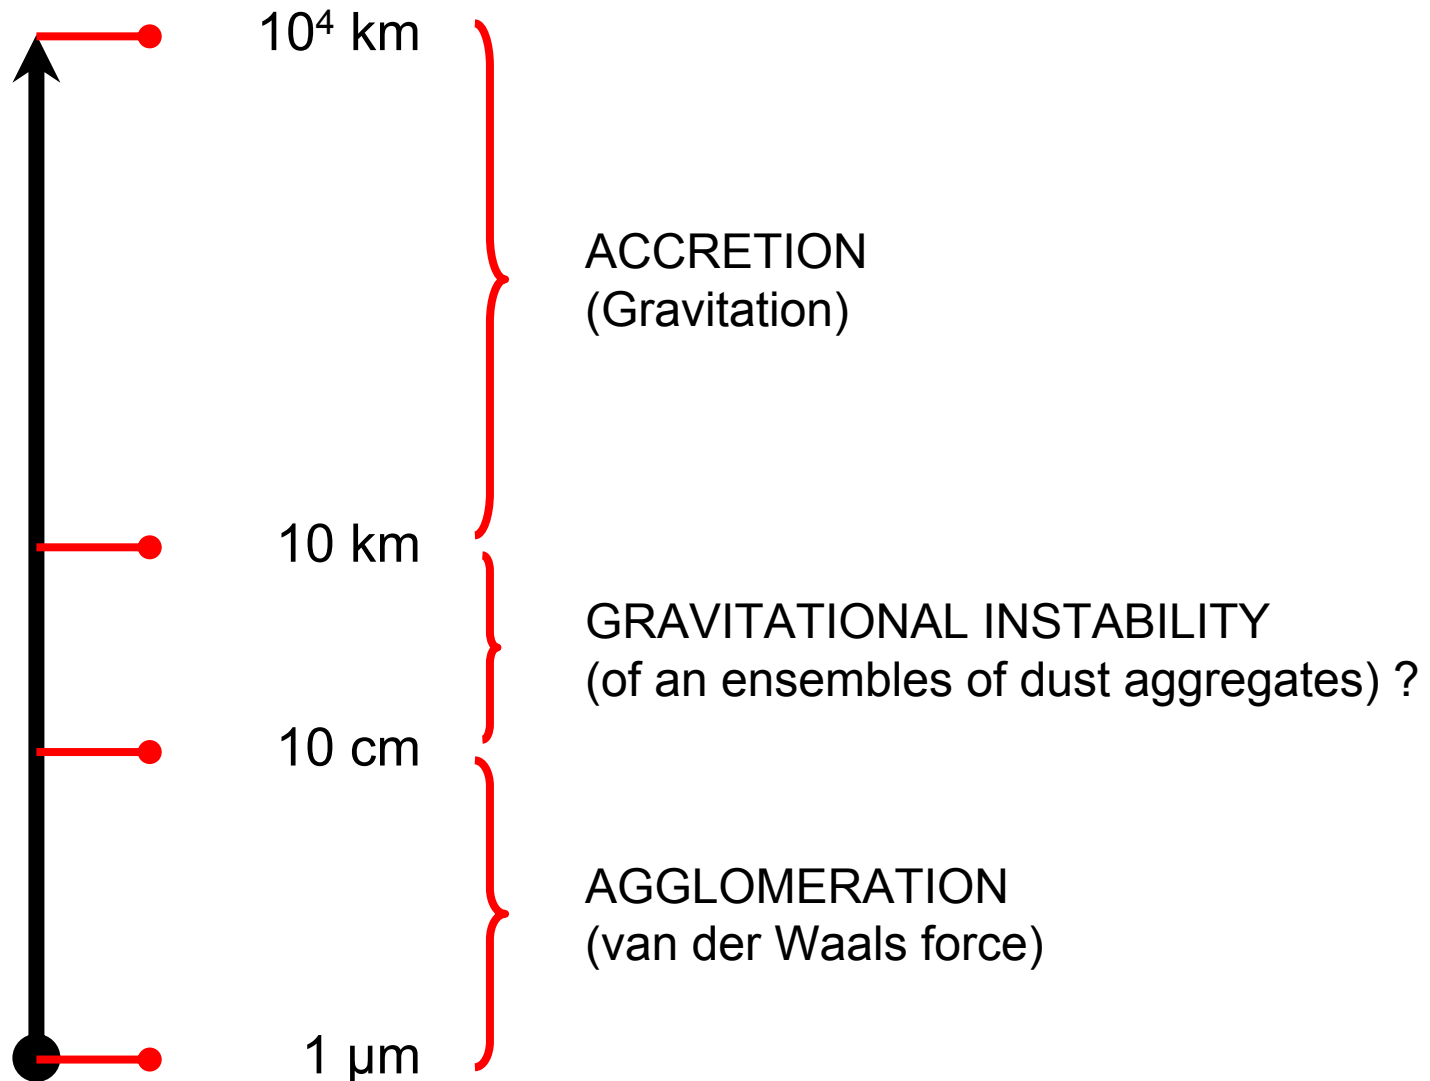 10⁴ km
ACCRETION
(Gravitation)
10 km
GRAVITATIONAL INSTABILITY
(of an ensembles of dust aggregates) ?
10 cm
AGGLOMERATION
(van der Waals force)
1 µm